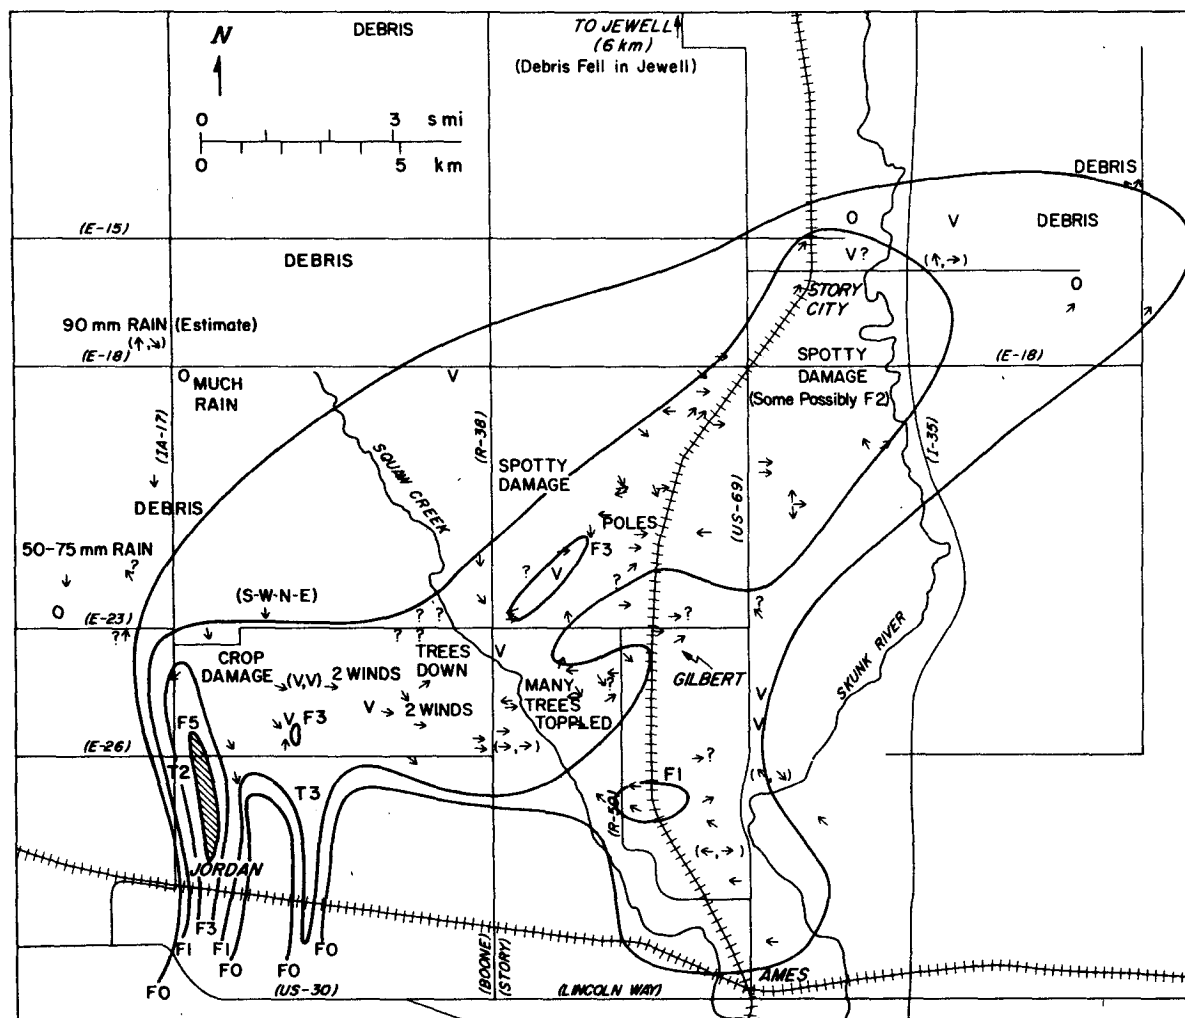 N
DEBRIS
TO JEWELL
(6 km)
(Debris Fell in Jewell)
0 3 s mi
0 5 km
DEBRIS
O V DEBRIS
(E-15)
DEBRIS
V?
(↑,→)
STORY
CITY
O
90 mm RAIN (Estimate)
(↑,↘)
(E-18)
(E-18)
SPOTTY
DAMAGE
(Some Possibly F2)
O MUCH
RAIN
V
(IA-17)
(R-38)
SQUAW CREEK
(I-35)
SPOTTY
DAMAGE
(US-69)
DEBRIS
POLES
50-75 mm RAIN
F3
?
?
V
?
O
(S-W-N-E)
(E-23)
? ?
?
?
?
?
?
SKUNK RIVER
CROP
DAMAGE
TREES
DOWN
V
GILBERT
(V,V) 2 WINDS
MANY
TREES
TOPPLED
?
V 2 WINDS
V
V
F5
V F3
(E-26)
(→,→)
?
T2
T3
F1
(↖,↘)
(R-50)
JORDAN
(←,→)
F3
F1
F1
F0
F0
F0
F0
(BOONE)
(STORY)
(US-30)
(LINCOLN WAY)
AMES